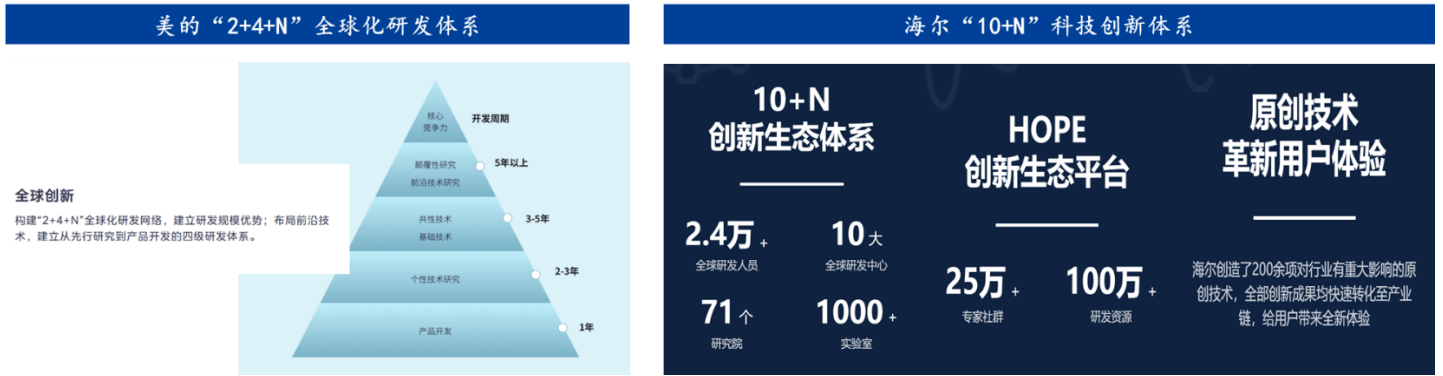 美的“2+4+N”全球化研发体系
全球创新
构建“2+4+N”全球化研发网络，建立研发规模优势；布局前沿技
术，建立从先行研究到产品开发的四级研发体系。
核心
竞争力
开发周期
颠覆性研究
前沿技术研究
5年以上
共性技术
基础技术
3-5年
个性技术研究
2-3年
产品开发
1年
海尔“10+N”科技创新体系
10+N
创新生态体系
2.4万 +
全球研发人员
10 大
全球研发中心
71 个
研究院
1000 +
实验室
HOPE
创新生态平台
25万 +
专家社群
100万 +
研发资源
原创技术
革新用户体验
海尔创造了200余项对行业有重大影响的原
创技术，全部创新成果均快速转化至产业
链，给用户带来全新体验